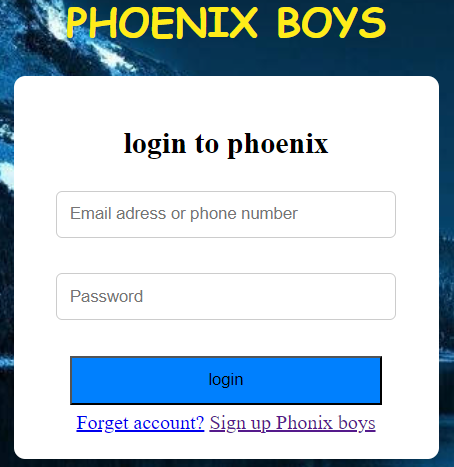 PHOENIX BOYS
login to phoenix
Email adress or phone number
Password
login
Forget account? Sign up Phonix boys